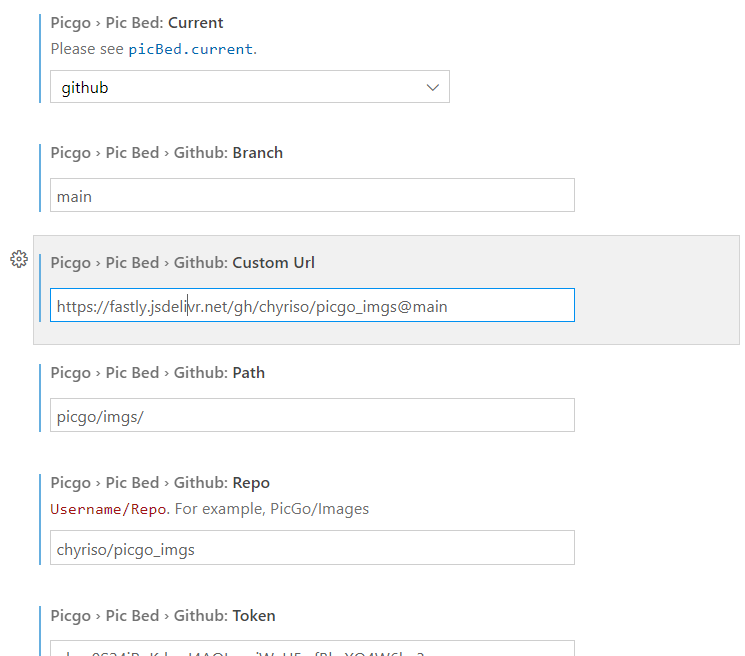 Picgo › Pic Bed: Current
Please see picBed.current.
github
Picgo › Pic Bed › Github: Branch
main
Picgo › Pic Bed › Github: Custom Url
https://fastly.jsdelivr.net/gh/chyriso/picgo_imgs@main
Picgo › Pic Bed › Github: Path
picgo/imgs/
Picgo › Pic Bed › Github: Repo
Username/Repo. For example, PicGo/Images
chyriso/picgo_imgs
Picgo › Pic Bed › Github: Token